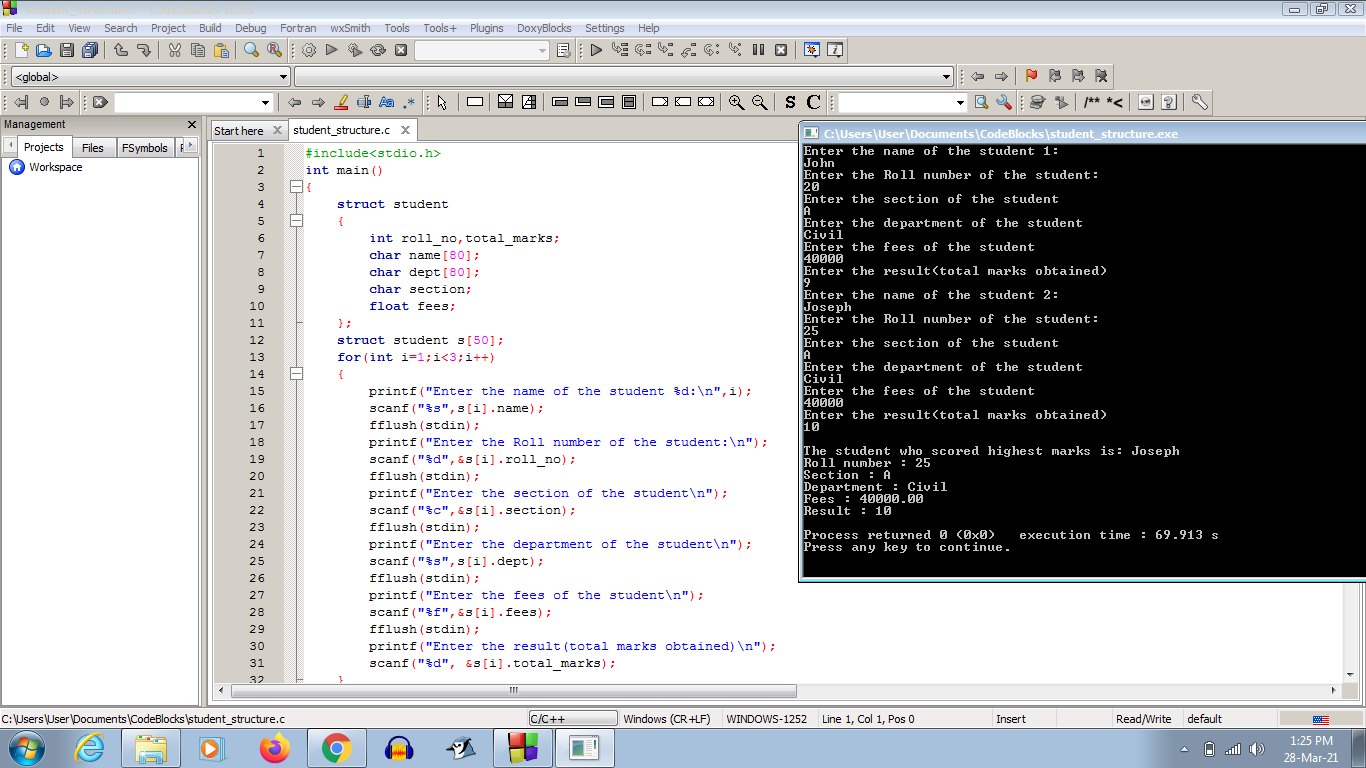 File Edit View Search Project Build Debug Fortran wxSmith Tools Tools+ Plugins DoxyBlocks Settings Help
<global>
S C /** *<
Management
Projects Files FSymbols
Workspace
Start here student_structure.c
1 #include<stdio.h>
2 int main()
3 {
4 struct student
5 {
6 int roll_no,total_marks;
7 char name[80];
8 char dept[80];
9 char section;
10 float fees;
11 };
12 struct student s[50];
13 for(int i=1;i<3;i++)
14 {
15 printf("Enter the name of the student %d:\n",i);
16 scanf("%s",s[i].name);
17 fflush(stdin);
18 printf("Enter the Roll number of the student:\n");
19 scanf("%d",&s[i].roll_no);
20 fflush(stdin);
21 printf("Enter the section of the student\n");
22 scanf("%c",&s[i].section);
23 fflush(stdin);
24 printf("Enter the department of the student\n");
25 scanf("%s",s[i].dept);
26 fflush(stdin);
27 printf("Enter the fees of the student\n");
28 scanf("%f",&s[i].fees);
29 fflush(stdin);
30 printf("Enter the result(total marks obtained)\n");
31 scanf("%d", &s[i].total_marks);
32 }
C:\Users\User\Documents\CodeBlocks\student_structure.exe
Enter the name of the student 1:
John
Enter the Roll number of the student:
20
Enter the section of the student
A
Enter the department of the student
Civil
Enter the fees of the student
40000
Enter the result(total marks obtained)
9
Enter the name of the student 2:
Joseph
Enter the Roll number of the student:
25
Enter the section of the student
A
Enter the department of the student
Civil
Enter the fees of the student
40000
Enter the result(total marks obtained)
10
The student who scored highest marks is: Joseph
Roll number : 25
Section : A
Department : Civil
Fees : 40000.00
Result : 10
Process returned 0 (0x0) execution time : 69.913 s
Press any key to continue.
C:\Users\User\Documents\CodeBlocks\student_structure.c C/C++ Windows (CR+LF) WINDOWS-1252 Line 1, Col 1, Pos 0 Insert Read/Write default
1:25 PM
28-Mar-21